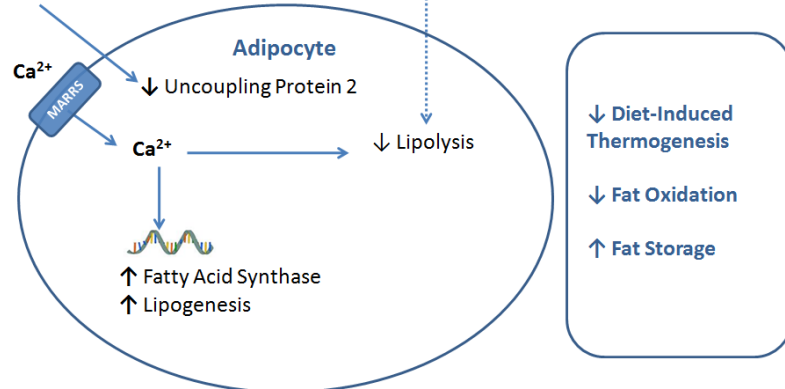 Adipocyte
Ca²⁺
MARRS
↓ Uncoupling Protein 2
Ca²⁺
↓ Lipolysis
↑ Fatty Acid Synthase
↑ Lipogenesis
↓ Diet-Induced
Thermogenesis
↓ Fat Oxidation
↑ Fat Storage